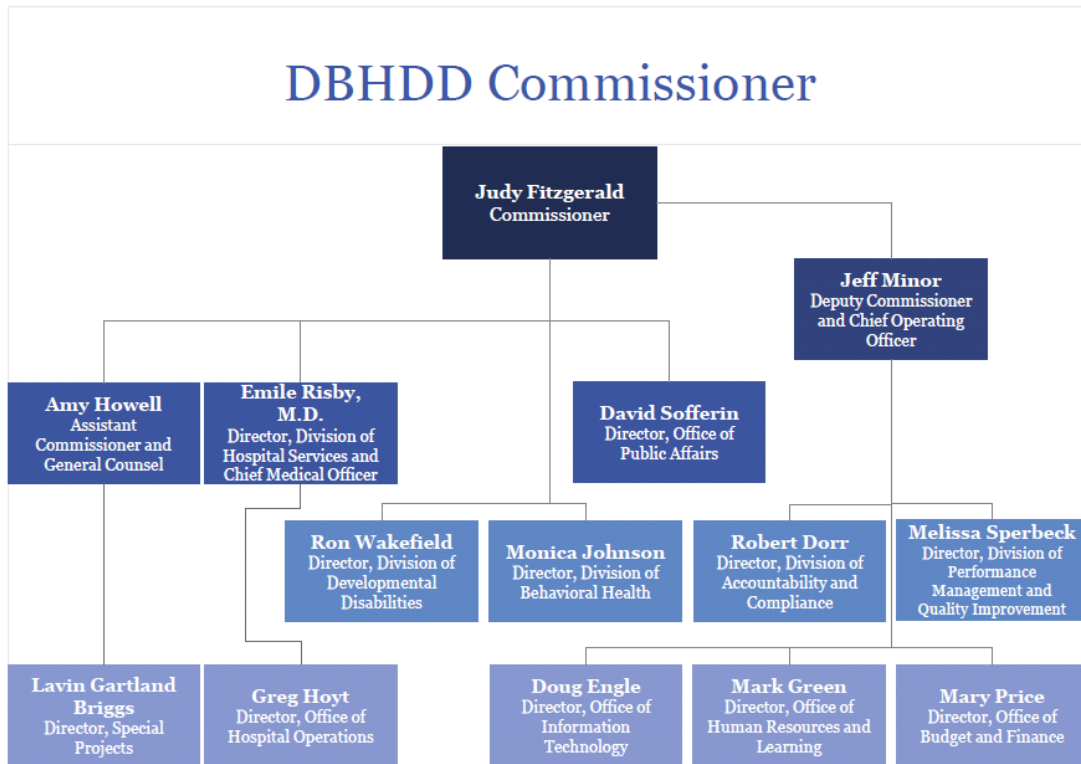 DBHDD Commissioner
Judy Fitzgerald
Commissioner
Jeff Minor
Deputy Commissioner
and Chief Operating
Officer
Amy Howell
Assistant
Commissioner and
General Counsel
Emile Risby,
M.D.
Director, Division of
Hospital Services and
Chief Medical Officer
David Sofferin
Director, Office of
Public Affairs
Ron Wakefield
Director, Division of
Developmental
Disabilities
Monica Johnson
Director, Division of
Behavioral Health
Robert Dorr
Director, Division of
Accountability and
Compliance
Melissa Sperbeck
Director, Division of
Performance
Management and
Quality Improvement
Lavin Gartland
Briggs
Director, Special
Projects
Greg Hoyt
Director, Office of
Hospital Operations
Doug Engle
Director, Office of
Information
Technology
Mark Green
Director, Office of
Human Resources and
Learning
Mary Price
Director, Office of
Budget and Finance